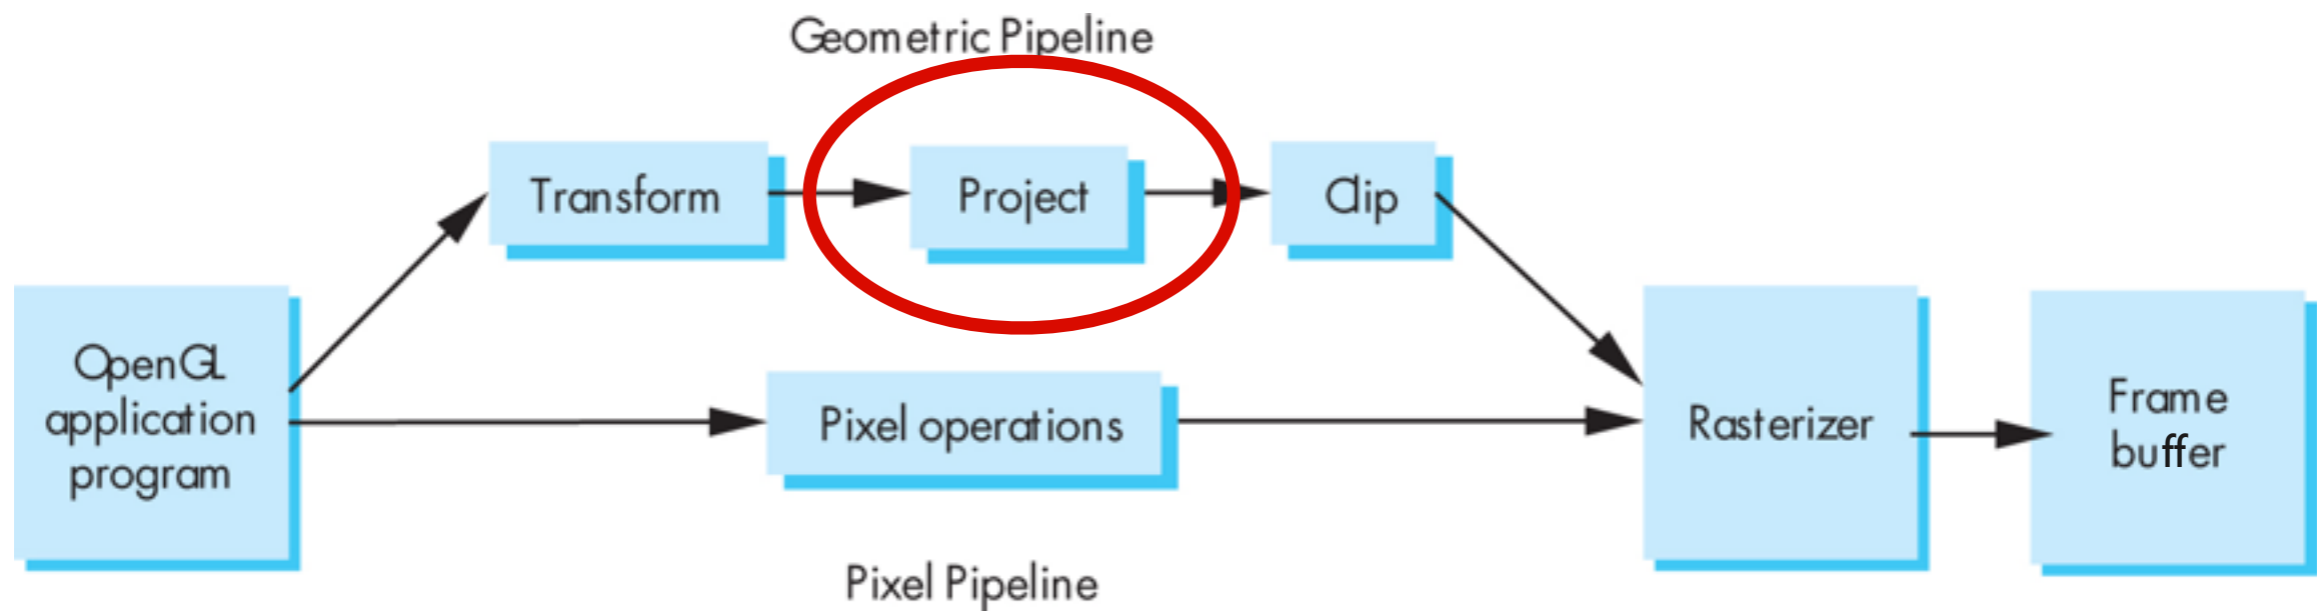 Geometric Pipeline
Transform
Project
Clip
OpenGL
application
program
Pixel operations
Rasterizer
Frame
buffer
Pixel Pipeline